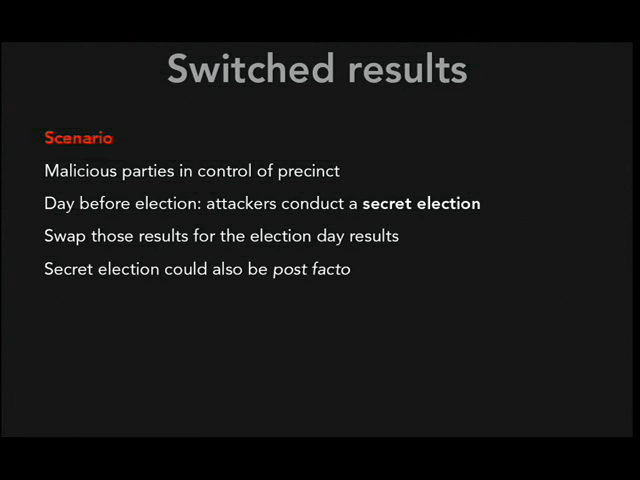 Switched results
Scenario
Malicious parties in control of precinct
Day before election: attackers conduct a secret election
Swap those results for the election day results
Secret election could also be post facto